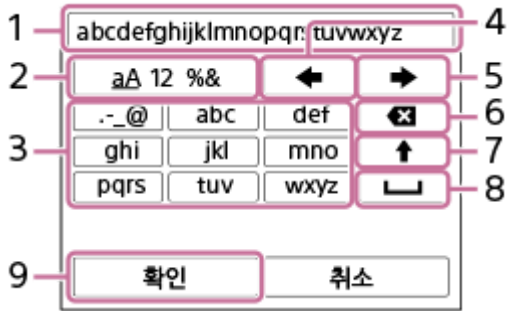 1 abcdefghijklmnopqrstuvwxyz 4
2 aA 12 %& 5
.-_@ abc def 6
3 ghi jkl mno 7
pqrs tuv wxyz 8
9 확인 취소